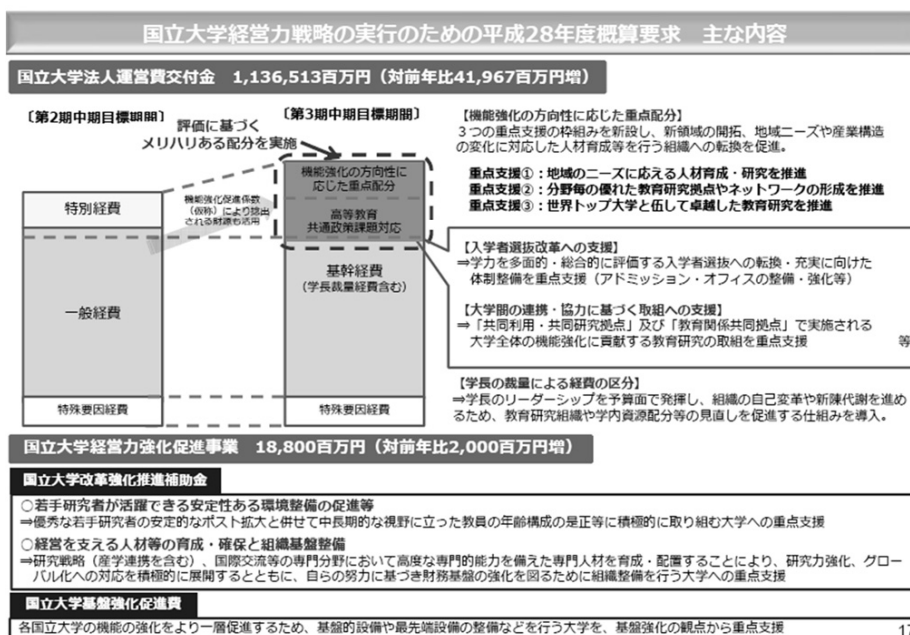 国立大学経営力戦略の実行のための平成28年度概算要求　主な内容
国立大学法人運営費交付金　1,136,513百万円（対前年比41,967百万円増）
〔第2期中期目標期間〕
評価に基づく
メリハリある配分を実施
〔第3期中期目標期間〕
特別経費
一般経費
特殊要因経費
機能強化促進係数
（仮称）により捻出
される財源も活用
機能強化の方向性に
応じた重点配分
高等教育
共通政策課題対応
基幹経費
（学長裁量経費含む）
特殊要因経費
【機能強化の方向性に応じた重点配分】
３つの重点支援の枠組みを新設し、新領域の開拓、地域ニーズや産業構造
の変化に対応した人材育成等を行う組織への転換を促進。
重点支援①：地域のニーズに応える人材育成・研究を推進
重点支援②：分野毎の優れた教育研究拠点やネットワークの形成を推進
重点支援③：世界トップ大学と伍して卓越した教育研究を推進
【入学者選抜改革への支援】
⇒学力を多面的・総合的に評価する入学者選抜への転換・充実に向けた
体制整備を重点支援（アドミッション・オフィスの整備・強化等）
【大学間の連携・協力に基づく取組への支援】
⇒「共同利用・共同研究拠点」及び「教育関係共同拠点」で実施される
大学全体の機能強化に貢献する教育研究の取組を重点支援　等
【学長の裁量による経費の区分】
⇒学長のリーダーシップを予算面で発揮し、組織の自己変革や新陳代謝を進め
るため、教育研究組織や学内資源配分等の見直しを促進する仕組みを導入。
国立大学経営力強化促進事業　18,800百万円（対前年比2,000百万円増）
国立大学改革強化推進補助金
○若手研究者が活躍できる安定性ある環境整備の促進等
⇒優秀な若手研究者の安定的なポスト拡大と併せて中長期的な視野に立った教員の年齢構成の是正等に積極的に取り組む大学への重点支援
○経営を支える人材等の育成・確保と組織基盤整備
⇒研究戦略（産学連携を含む）、国際交流等の専門分野において高度な専門的能力を備えた専門人材を育成・配置することにより、研究力強化、グロー
バル化への対応を積極的に展開するとともに、自らの努力に基づき財務基盤の強化を図るために組織整備を行う大学への重点支援
国立大学基盤強化促進費
各国立大学の機能の強化をより一層促進するため、基盤的設備や最先端設備の整備などを行う大学を、基盤強化の観点から重点支援
17